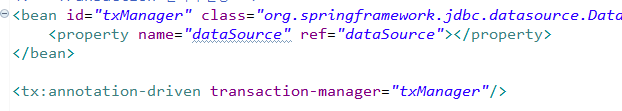 <bean id="txManager" class="org.springframework.jdbc.datasource.Data
<property name="dataSource" ref="dataSource"></property>
</bean>
<tx:annotation-driven transaction-manager="txManager"/>